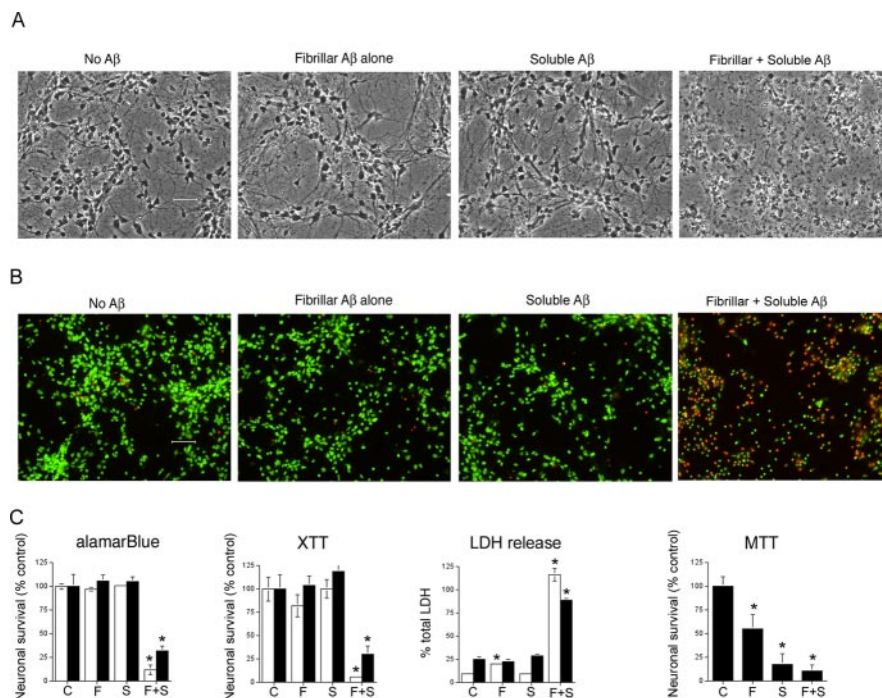 A
No Aβ
Fibrillar Aβ alone
Soluble Aβ
Fibrillar + Soluble Aβ
B
No Aβ
Fibrillar Aβ alone
Soluble Aβ
Fibrillar + Soluble Aβ
C
alamarBlue
XTT
LDH release
MTT
Neuronal survival (% control)
125
100
75
50
25
0
* *
C F S F+S
Neuronal survival (% control)
125
100
75
50
25
0
* *
C F S F+S
% total LDH
125
100
75
50
25
0
* * *
C F S F+S
Neuronal survival (% control)
125
100
75
50
25
0
* * *
C F S F+S